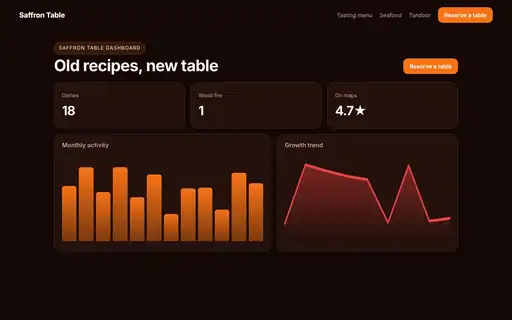 Saffron Table
Tasting menu Seafood Tandoor Reserve a table
SAFFRON TABLE DASHBOARD
Old recipes, new table
Reserve a table
Dishes
18
Wood fire
1
On maps
4.7★
Monthly activity
Growth trend